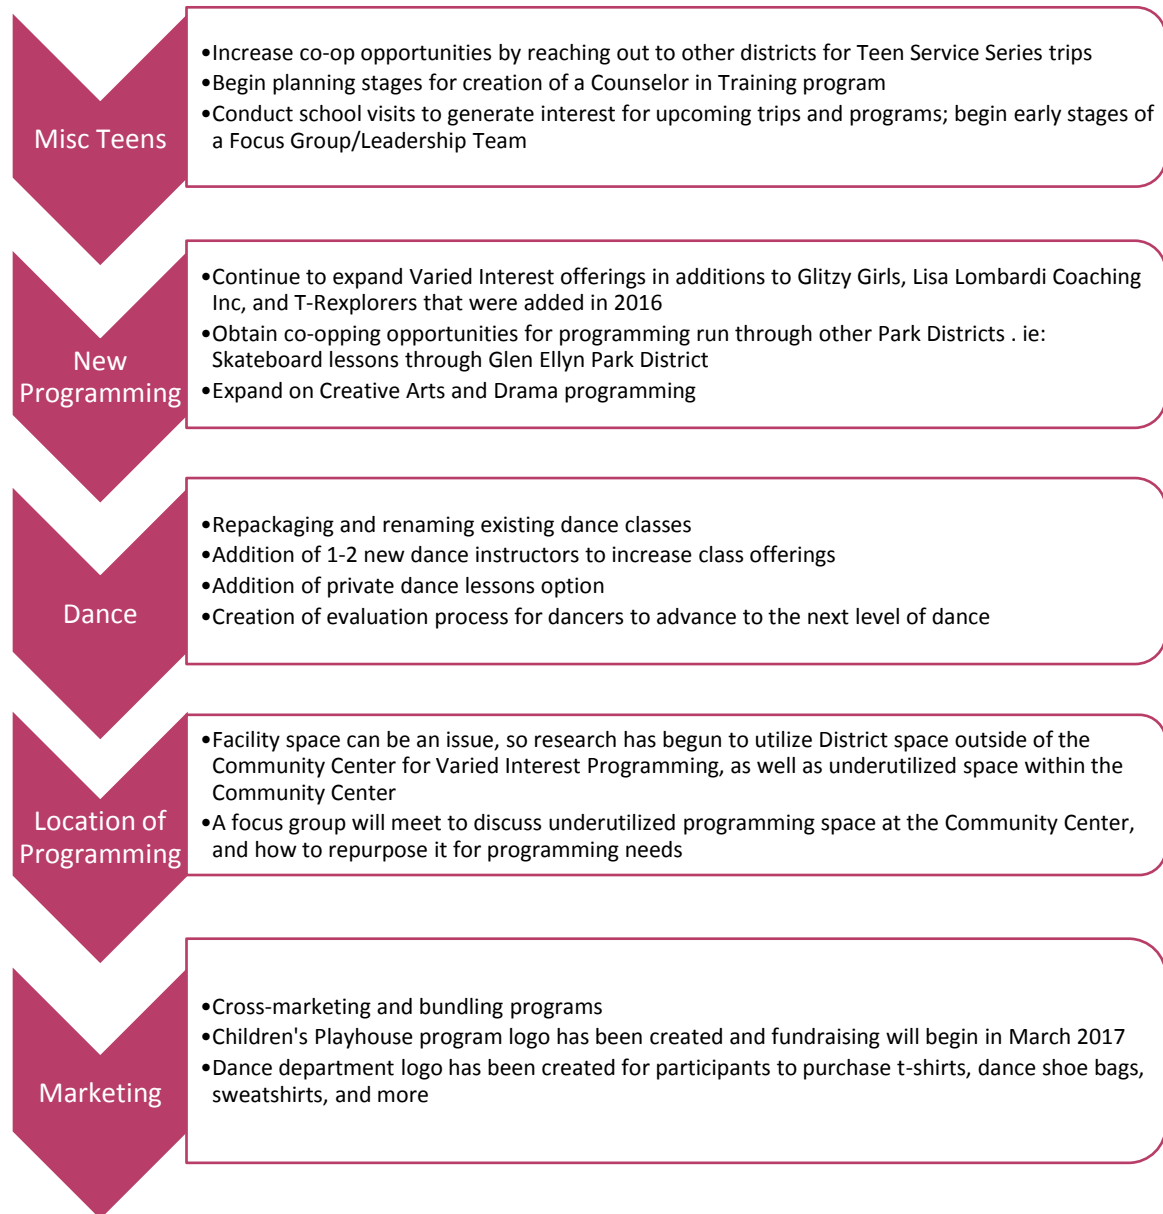 Misc Teens
•Increase co-op opportunities by reaching out to other districts for Teen Service Series trips
•Begin planning stages for creation of a Counselor in Training program
•Conduct school visits to generate interest for upcoming trips and programs; begin early stages of
a Focus Group/Leadership Team
New
Programming
•Continue to expand Varied Interest offerings in additions to Glitzy Girls, Lisa Lombardi Coaching
Inc, and T-Rexplorers that were added in 2016
•Obtain co-opping opportunities for programming run through other Park Districts . ie:
Skateboard lessons through Glen Ellyn Park District
•Expand on Creative Arts and Drama programming
Dance
•Repackaging and renaming existing dance classes
•Addition of 1-2 new dance instructors to increase class offerings
•Addition of private dance lessons option
•Creation of evaluation process for dancers to advance to the next level of dance
Location of
Programming
•Facility space can be an issue, so research has begun to utilize District space outside of the
Community Center for Varied Interest Programming, as well as underutilized space within the
Community Center
•A focus group will meet to discuss underutilized programming space at the Community Center,
and how to repurpose it for programming needs
Marketing
•Cross-marketing and bundling programs
•Children's Playhouse program logo has been created and fundraising will begin in March 2017
•Dance department logo has been created for participants to purchase t-shirts, dance shoe bags,
sweatshirts, and more